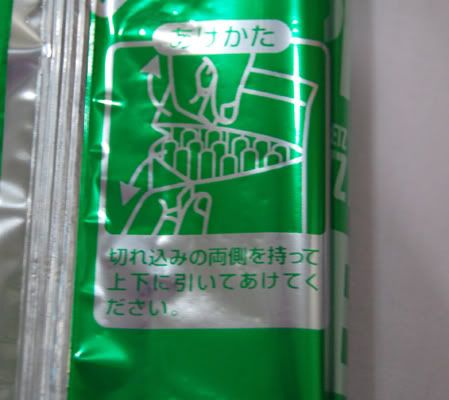 あけかた
切れ込みの両側を持って
上下に引いてあけてく
ださい。